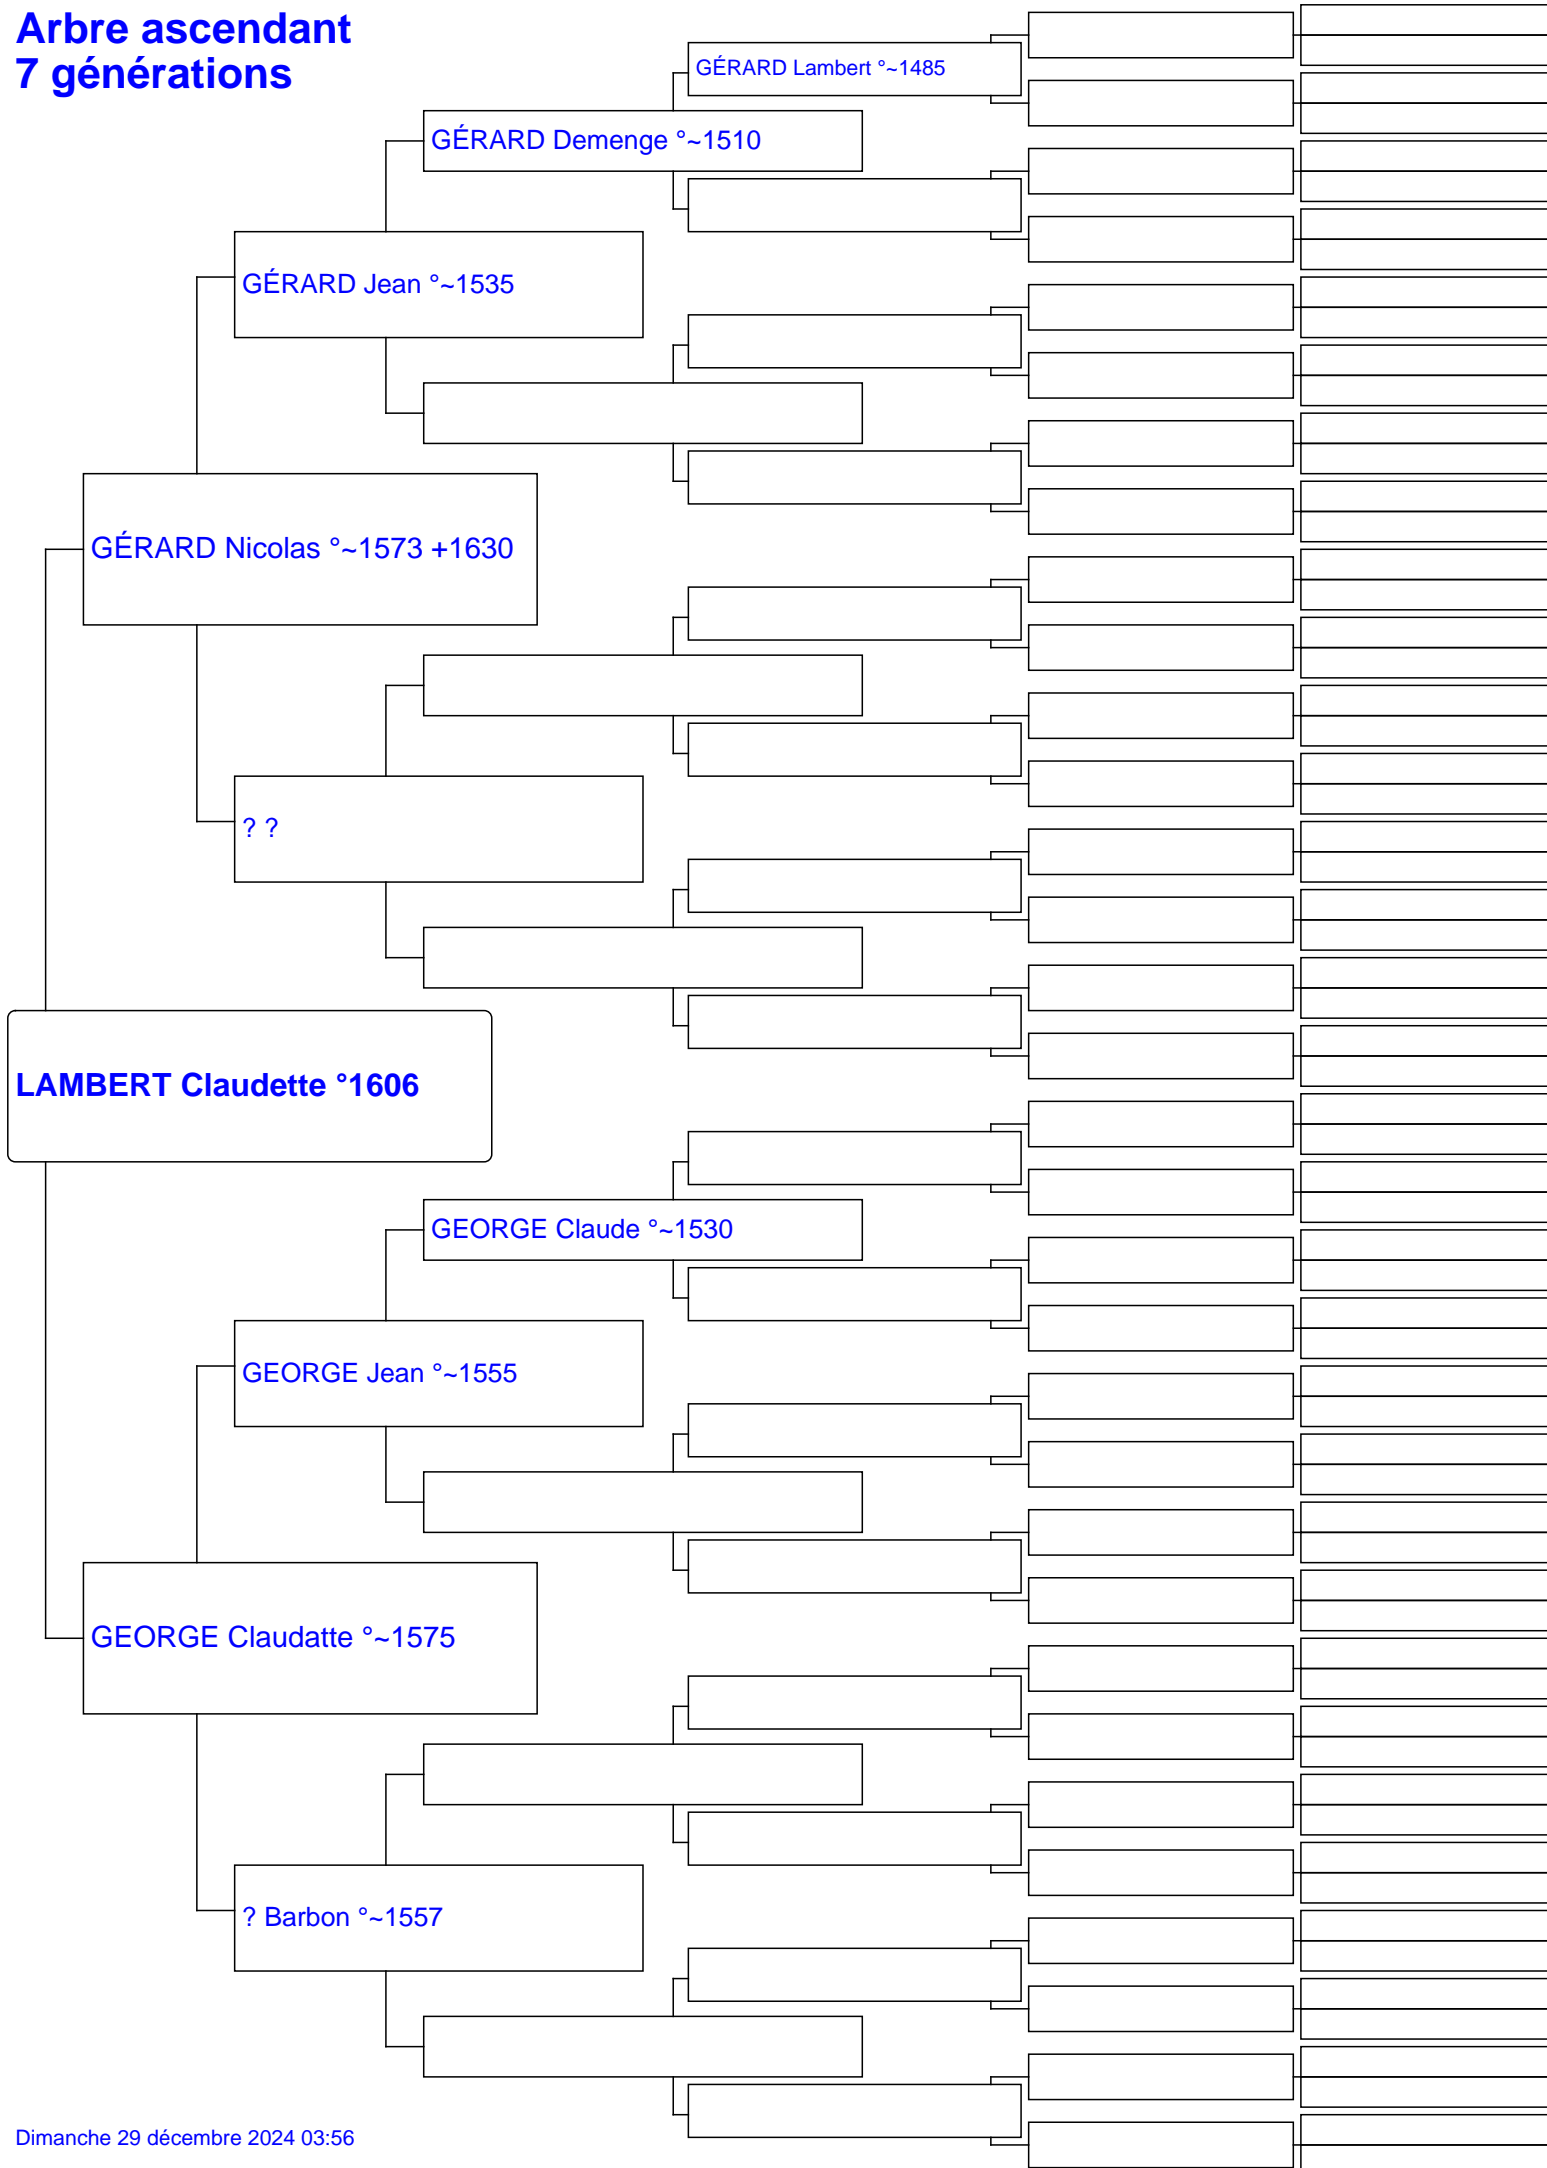 Arbre ascendant
7 générations
GÉRARD Lambert °~1485
GÉRARD Demenge °~1510
GÉRARD Jean °~1535
GÉRARD Nicolas °~1573 +1630
? ?
LAMBERT Claudette °1606
GEORGE Claude °~1530
GEORGE Jean °~1555
GEORGE Claudatte °~1575
? Barbon °~1557
Dimanche 29 décembre 2024 03:56